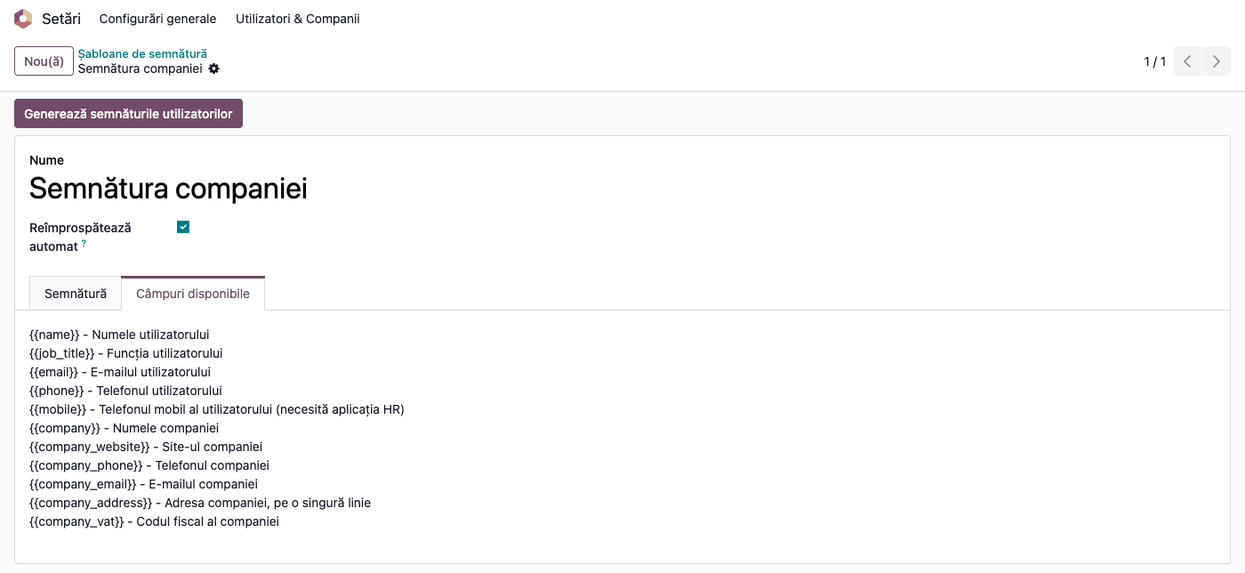 Setări Configurări generale Utilizatori & Companii
Nou(ă)
Șabloane de semnătură
Semnătura companiei
1 / 1
Generează semnăturile utilizatorilor
Nume
Semnătura companiei
Reîmprospătează
automat ?
Semnătură Câmpuri disponibile
{{name}} - Numele utilizatorului
{{job_title}} - Funcția utilizatorului
{{email}} - E-mailul utilizatorului
{{phone}} - Telefonul utilizatorului
{{mobile}} - Telefonul mobil al utilizatorului (necesită aplicația HR)
{{company}} - Numele companiei
{{company_website}} - Site-ul companiei
{{company_phone}} - Telefonul companiei
{{company_email}} - E-mailul companiei
{{company_address}} - Adresa companiei, pe o singură linie
{{company_vat}} - Codul fiscal al companiei